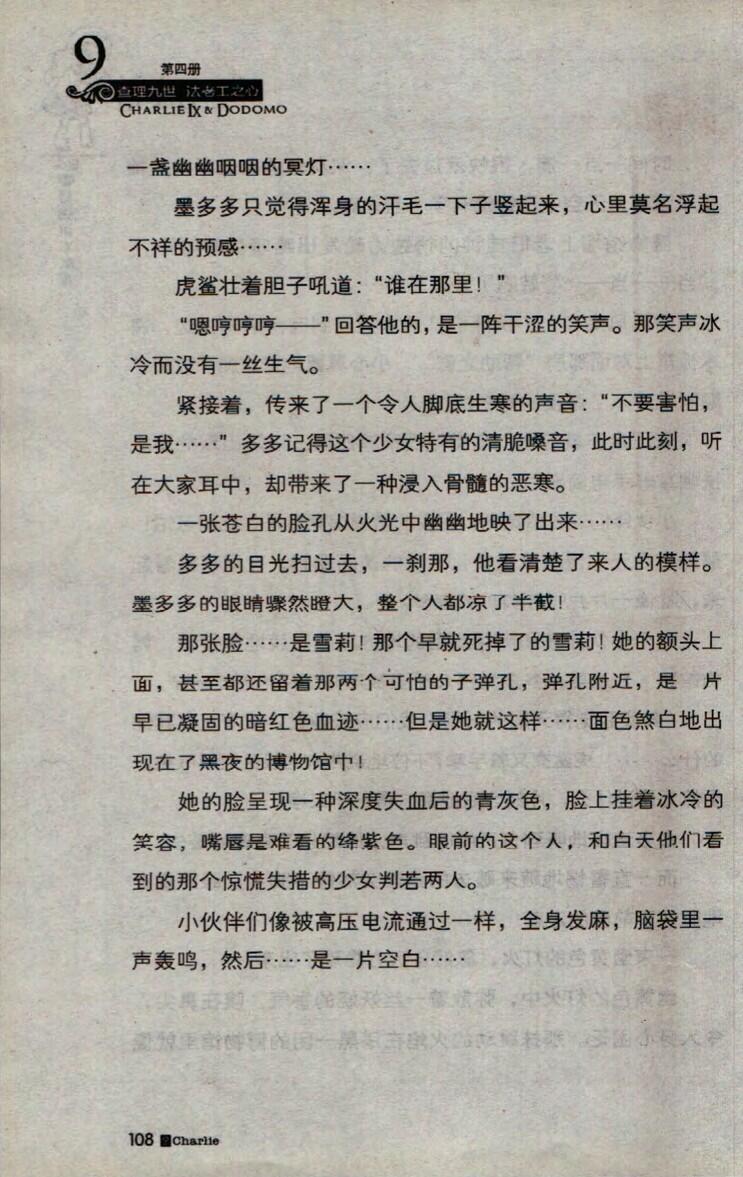 9
第四册
查理九世 法老王之心
CHARLIE IX & DODOMO
一盏幽幽咽咽的冥灯……
墨多多只觉得浑身的汗毛一下子竖起来，心里莫名浮起
不祥的预感……
虎鲨壮着胆子吼道：“谁在那里！”
“嗯哼哼哼——”回答他的，是一阵干涩的笑声。那笑声冰
冷而没有一丝生气。
紧接着，传来了一个令人脚底生寒的声音：“不要害怕，
是我……”多多记得这个少女特有的清脆嗓音，此时此刻，听
在大家耳中，却带来了一种浸入骨髓的恶寒。
一张苍白的脸孔从火光中幽幽地映了出来……
多多的目光扫过去，一刹那，他看清楚了来人的模样。
墨多多的眼睛骤然瞪大，整个人都凉了半截！
那张脸……是雪莉！那个早就死掉了的雪莉！她的额头上
面，甚至都还留着那两个可怕的子弹孔，弹孔附近，是 片
早已凝固的暗红色血迹……但是她就这样……面色煞白地出
现在了黑夜的博物馆中！
她的脸呈现一种深度失血后的青灰色，脸上挂着冰冷的
笑容，嘴唇是难看的绛紫色。眼前的这个人，和白天他们看
到的那个惊慌失措的少女判若两人。
小伙伴们像被高压电流通过一样，全身发麻，脑袋里一
声轰鸣，然后……是一片空白……
108 Charlie